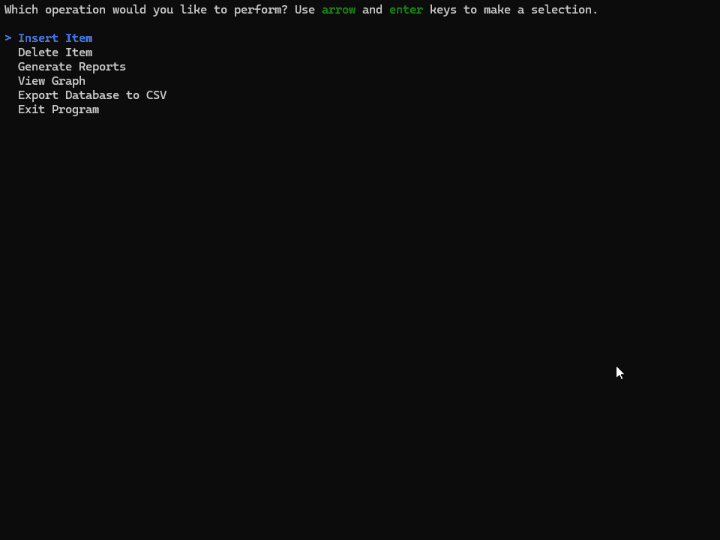 Which operation would you like to perform? Use arrow and enter keys to make a selection.
> Insert Item
Delete Item
Generate Reports
View Graph
Export Database to CSV
Exit Program